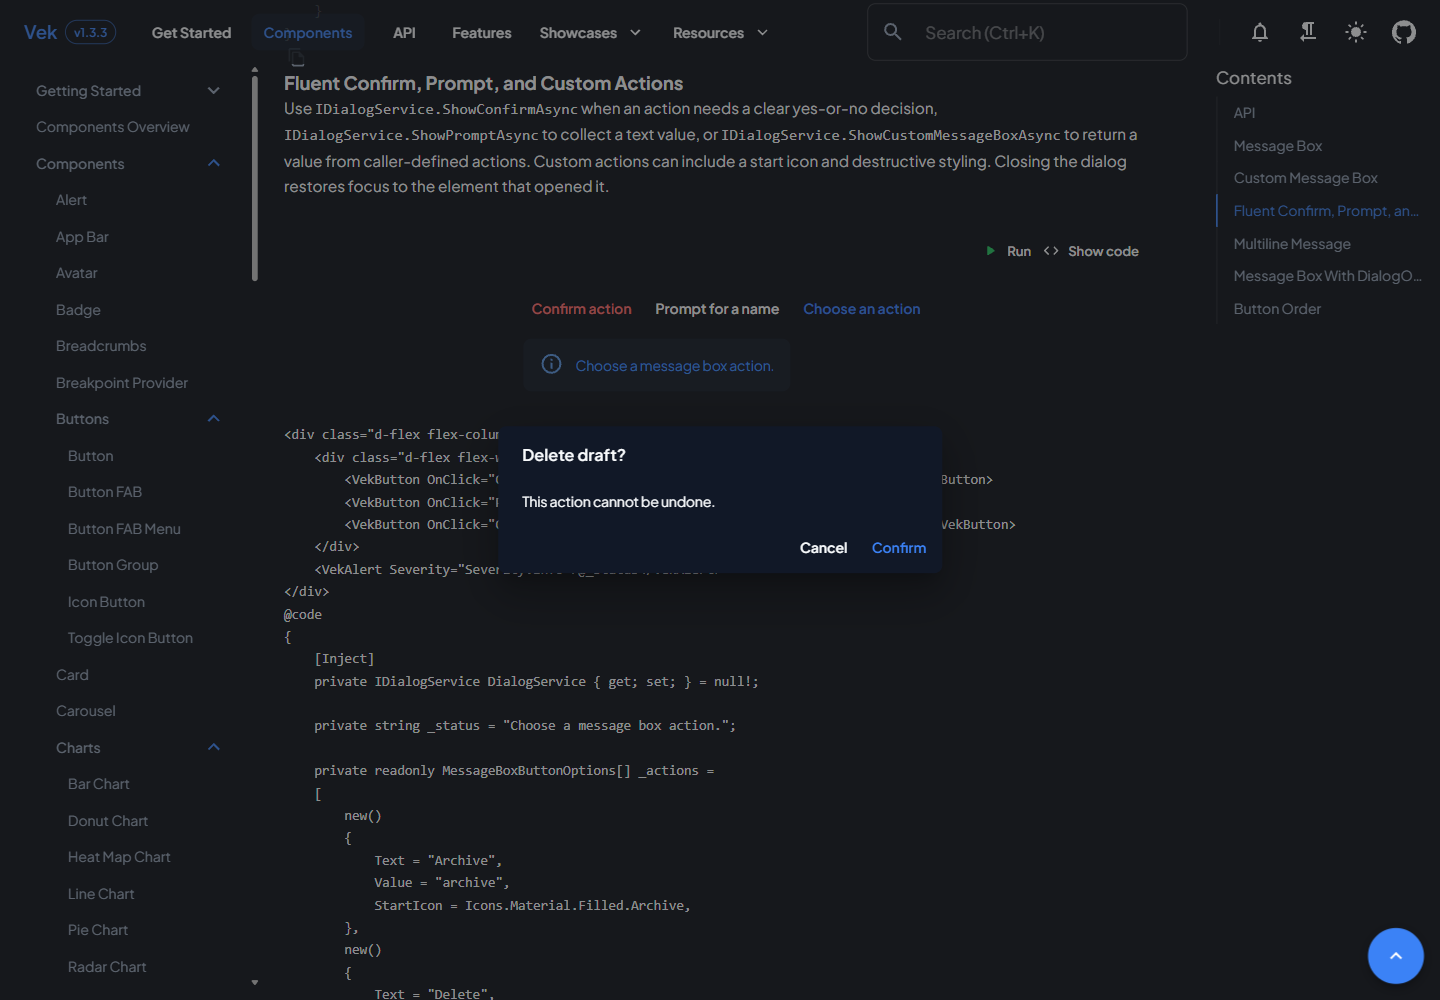 Vek v1.3.3 Get Started Components API Features Showcases Resources Search (Ctrl+K)
Getting Started
Components Overview
Components
Alert
App Bar
Avatar
Badge
Breadcrumbs
Breakpoint Provider
Buttons
Button
Button FAB
Button FAB Menu
Button Group
Icon Button
Toggle Icon Button
Card
Carousel
Charts
Bar Chart
Donut Chart
Heat Map Chart
Line Chart
Pie Chart
Radar Chart
Fluent Confirm, Prompt, and Custom Actions
Use IDialogService.ShowConfirmAsync when an action needs a clear yes-or-no decision,
IDialogService.ShowPromptAsync to collect a text value, or IDialogService.ShowCustomMessageBoxAsync to return a
value from caller-defined actions. Custom actions can include a start icon and destructive styling. Closing the dialog
restores focus to the element that opened it.
Run <> Show code
Confirm action Prompt for a name Choose an action
Choose a message box action.
<div class="d-flex flex-colum
<div class="d-flex flex-w
<VekButton OnClick="C Button>
<VekButton OnClick="P
<VekButton OnClick="C VekButton>
</div>
<VekAlert Severity="Sever
</div>
@code
{
[Inject]
private IDialogService DialogService { get; set; } = null!;
private string _status = "Choose a message box action.";
private readonly MessageBoxButtonOptions[] _actions =
[
new()
{
Text = "Archive",
Value = "archive",
StartIcon = Icons.Material.Filled.Archive,
},
new()
{
Text = "Delete",
Delete draft?
This action cannot be undone.
Cancel Confirm
Contents
API
Message Box
Custom Message Box
Fluent Confirm, Prompt, an...
Multiline Message
Message Box With DialogO...
Button Order